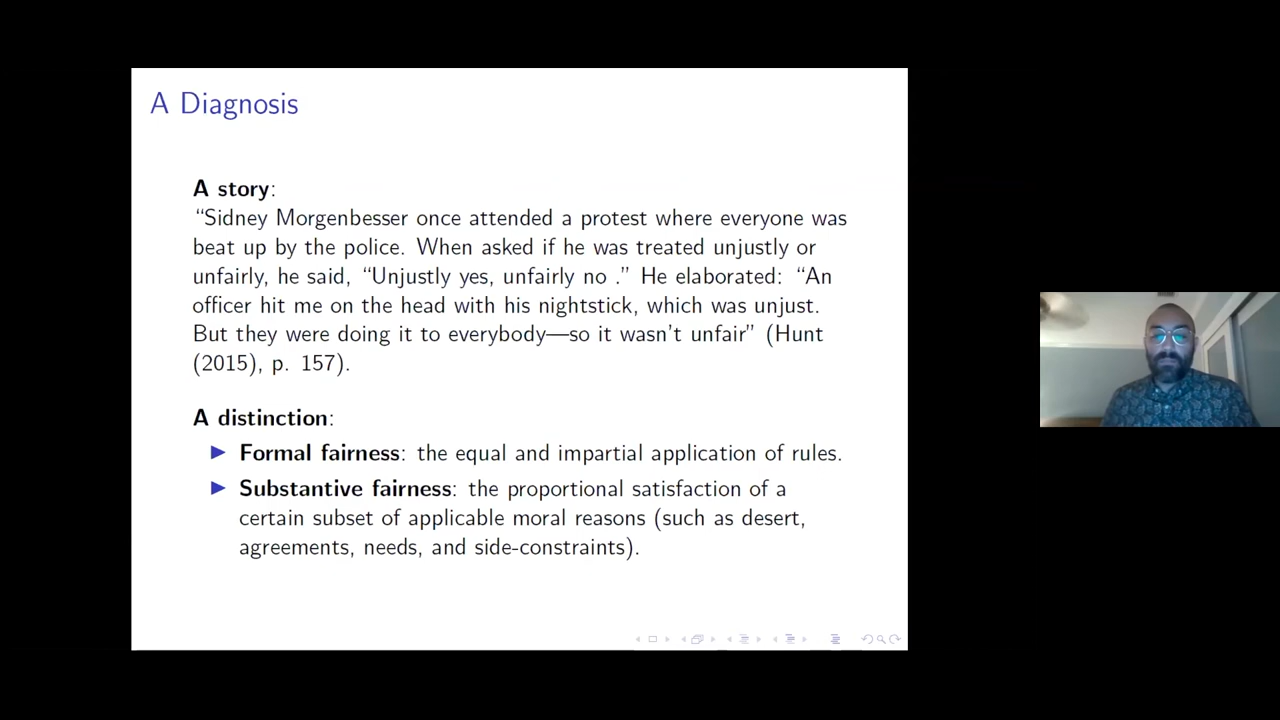 A Diagnosis
A story:
“Sidney Morgenbesser once attended a protest where everyone was
beat up by the police. When asked if he was treated unjustly or
unfairly, he said, “Unjustly yes, unfairly no .” He elaborated: “An
officer hit me on the head with his nightstick, which was unjust.
But they were doing it to everybody—so it wasn’t unfair” (Hunt
(2015), p. 157).
A distinction:
▶ Formal fairness: the equal and impartial application of rules.
▶ Substantive fairness: the proportional satisfaction of a
certain subset of applicable moral reasons (such as desert,
agreements, needs, and side-constraints).